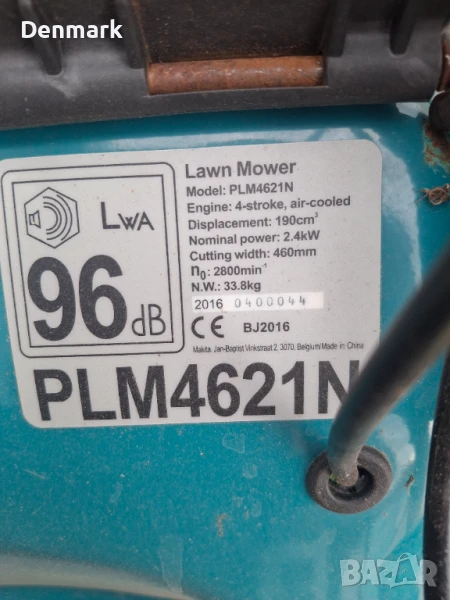 Denmark
Lawn Mower
Model: PLM4621N
Engine: 4-stroke, air-cooled
Displacement: 190cm³
Nominal power: 2.4kW
Cutting width: 460mm
n₀: 2800min⁻¹
N.W.: 33.8kg
2016 0400044
CE BJ2016
Makita Jan-Baptist Vinkstraat 2, 3070, Belgium/Made in China
LWA
96 dB
PLM4621N
BAZAR